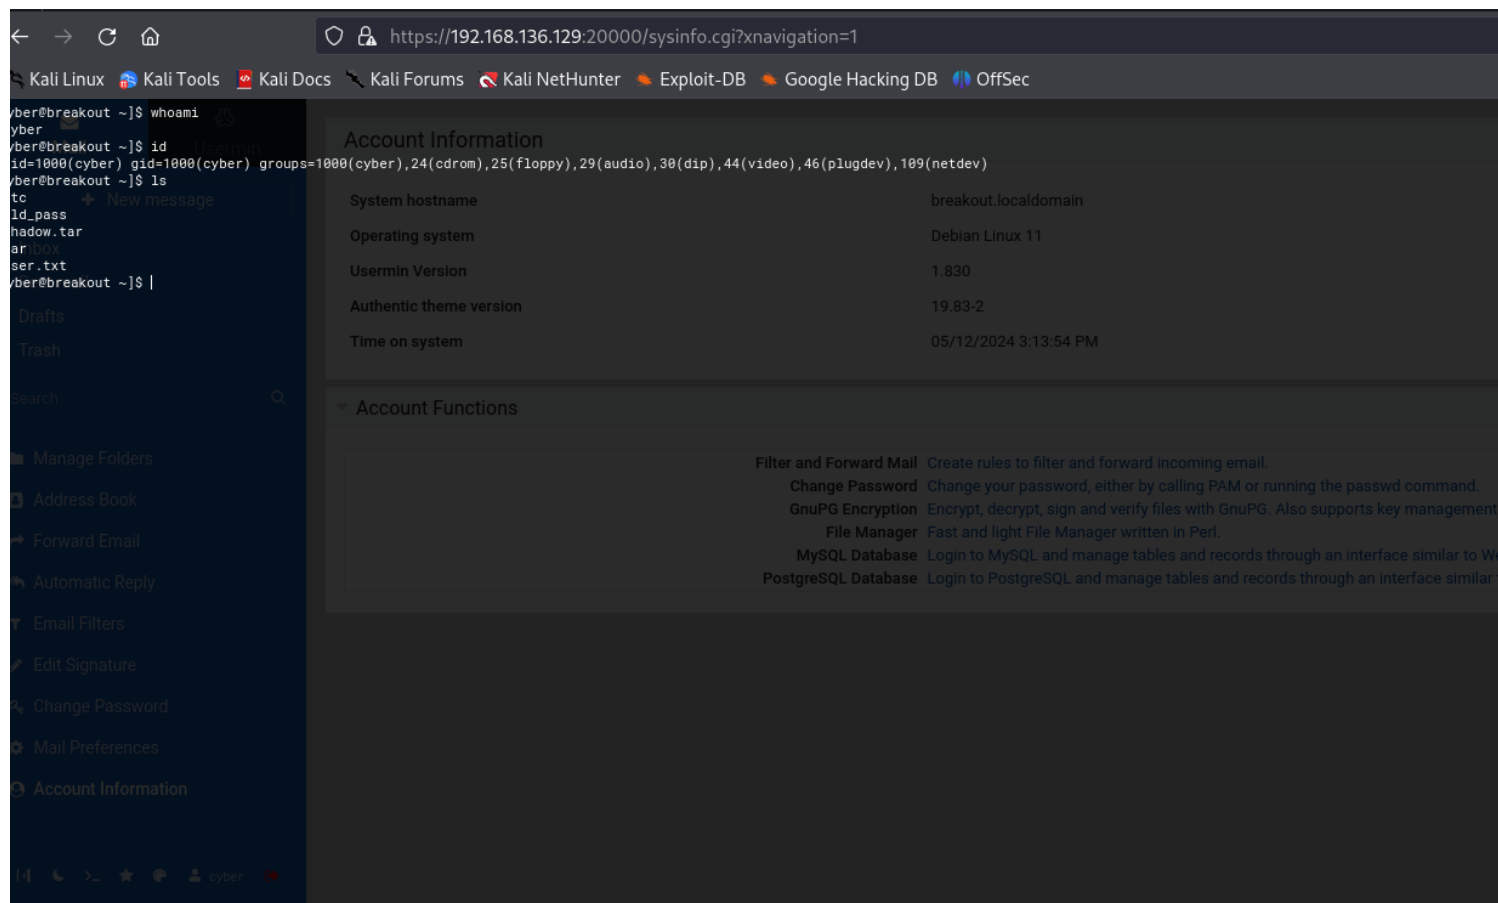 https://192.168.136.129:20000/sysinfo.cgi?xnavigation=1
Kali Linux Kali Tools Kali Docs Kali Forums Kali NetHunter Exploit-DB Google Hacking DB OffSec
yber@breakout ~]$ whoami
yber
yber@breakout ~]$ id
id=1000(cyber) gid=1000(cyber) groups=1000(cyber),24(cdrom),25(floppy),29(audio),30(dip),44(video),46(plugdev),109(netdev)
yber@breakout ~]$ ls
tc
ld_pass
hadow.tar
ar
ser.txt
yber@breakout ~]$
Usermin
New message
nbox
Drafts
Trash
Search
Manage Folders
Address Book
Forward Email
Automatic Reply
Email Filters
Edit Signature
Change Password
Mail Preferences
Account Information
cyber
Account Information
System hostname breakout.localdomain
Operating system Debian Linux 11
Usermin Version 1.830
Authentic theme version 19.83-2
Time on system 05/12/2024 3:13:54 PM
Account Functions
Filter and Forward Mail Create rules to filter and forward incoming email.
Change Password Change your password, either by calling PAM or running the passwd command.
GnuPG Encryption Encrypt, decrypt, sign and verify files with GnuPG. Also supports key management
File Manager Fast and light File Manager written in Perl.
MySQL Database Login to MySQL and manage tables and records through an interface similar to We
PostgreSQL Database Login to PostgreSQL and manage tables and records through an interface similar